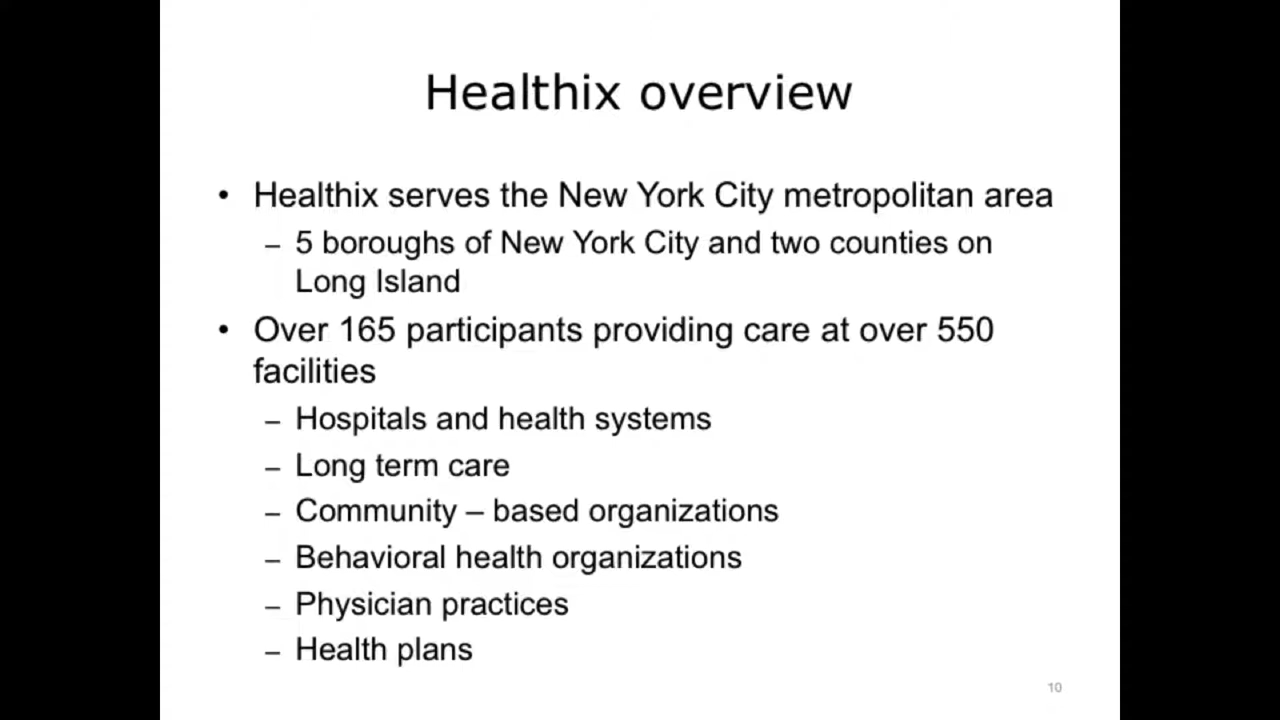 Healthix overview
• Healthix serves the New York City metropolitan area
– 5 boroughs of New York City and two counties on
Long Island
• Over 165 participants providing care at over 550
facilities
– Hospitals and health systems
– Long term care
– Community – based organizations
– Behavioral health organizations
– Physician practices
– Health plans
10